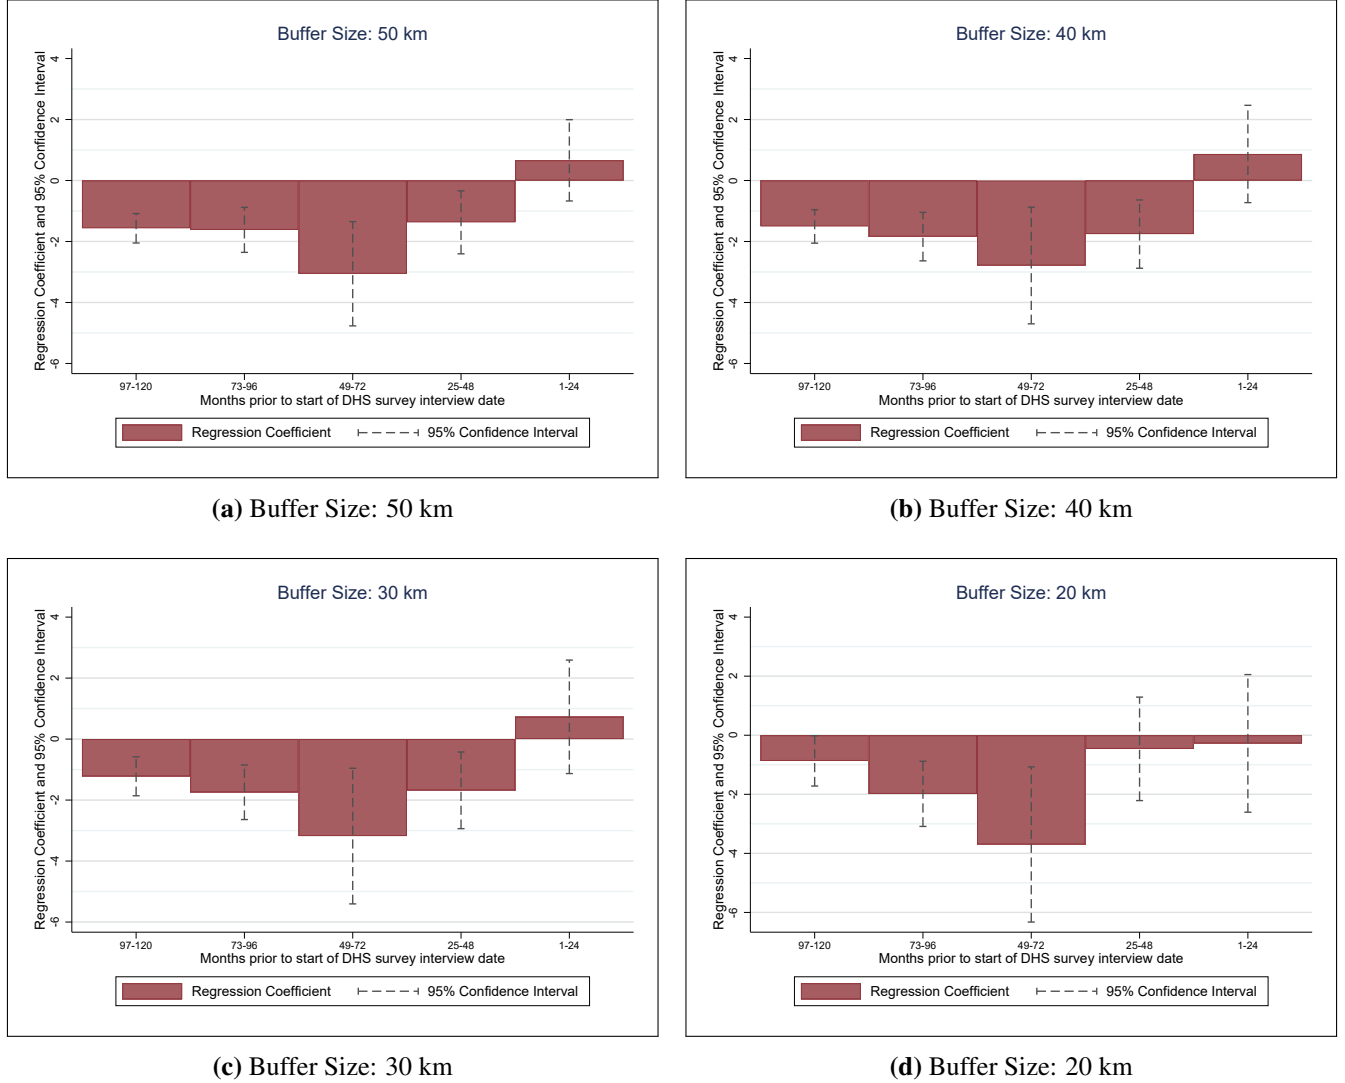 Buffer Size: 50 km
Regression Coefficient and 95% Confidence Interval
4
2
0
-2
-4
-6
97-120 73-96 49-72 25-48 1-24
Months prior to start of DHS survey interview date
Regression Coefficient 95% Confidence Interval
(a) Buffer Size: 50 km
Buffer Size: 40 km
Regression Coefficient and 95% Confidence Interval
4
2
0
-2
-4
-6
97-120 73-96 49-72 25-48 1-24
Months prior to start of DHS survey interview date
Regression Coefficient 95% Confidence Interval
(b) Buffer Size: 40 km
Buffer Size: 30 km
Regression Coefficient and 95% Confidence Interval
4
2
0
-2
-4
-6
97-120 73-96 49-72 25-48 1-24
Months prior to start of DHS survey interview date
Regression Coefficient 95% Confidence Interval
(c) Buffer Size: 30 km
Buffer Size: 20 km
Regression Coefficient and 95% Confidence Interval
4
2
0
-2
-4
-6
97-120 73-96 49-72 25-48 1-24
Months prior to start of DHS survey interview date
Regression Coefficient 95% Confidence Interval
(d) Buffer Size: 20 km